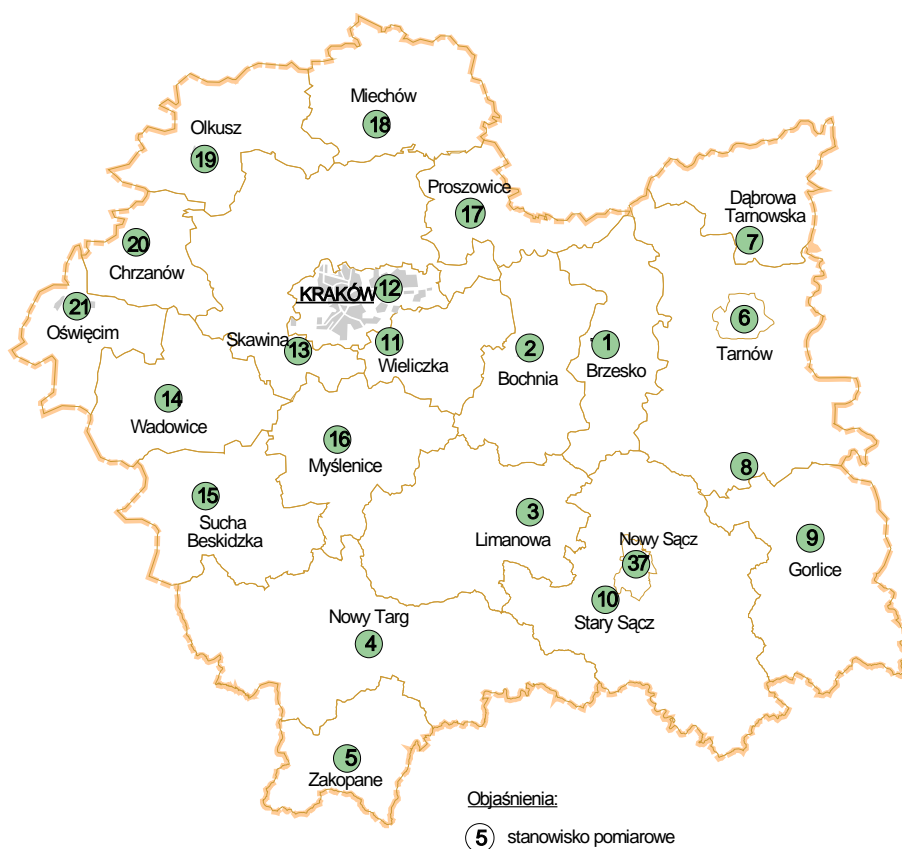 Miechów
18
Olkusz
19
Proszowice
17
Dąbrowa
Tarnowska
7
20
Chrzanów
KRAKÓW 12
21
Oświęcim
6
Tarnów
Skawina
13
11
Wieliczka
2
Bochnia
1
Brzesko
14
Wadowice
16
Myślenice
8
15
Sucha
Beskidzka
3
Limanowa
Nowy Sącz
37
9
Gorlice
10
Stary Sącz
Nowy Targ
4
5
Zakopane
Objaśnienia:
5 stanowisko pomiarowe